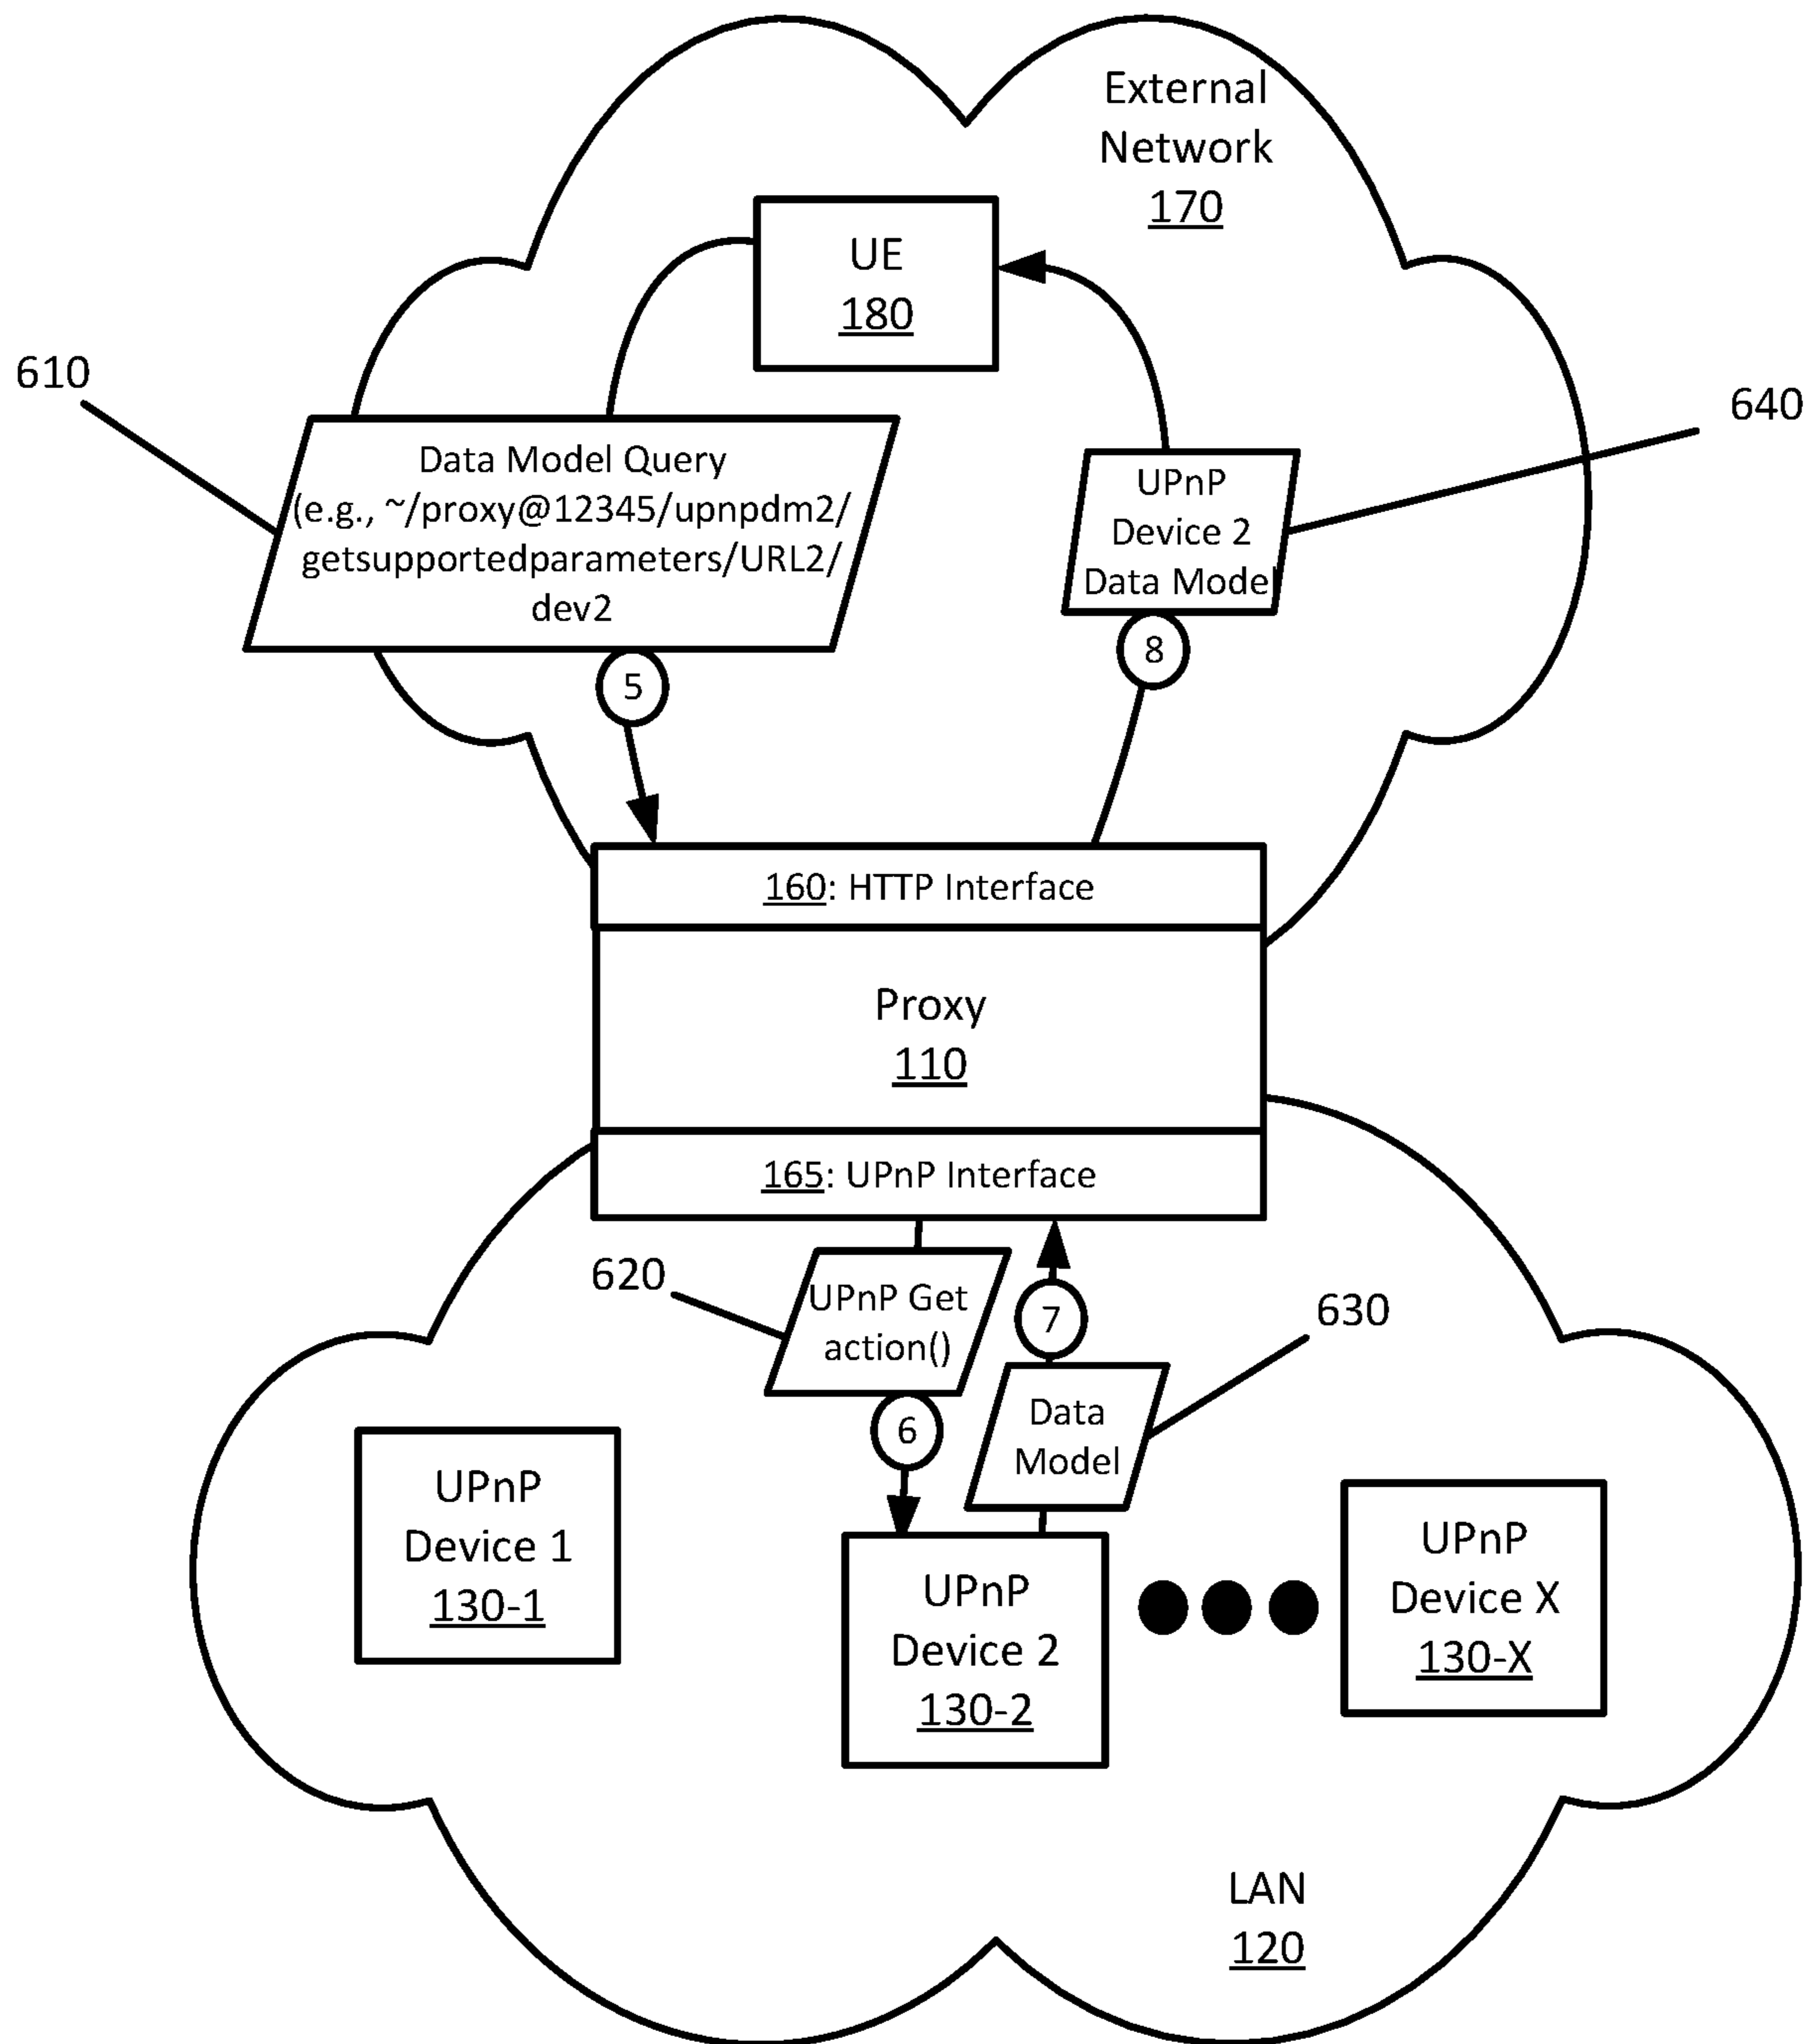 External
Network
170
UE
180
610
640
Data Model Query
(e.g., ~/proxy@12345/upnpdm2/
getsupportedparameters/URL2/
dev2
UPnP
Device 2
Data Model
5
8
160: HTTP Interface
Proxy
110
165: UPnP Interface
620
UPnP Get
action()
7
630
6
Data
Model
UPnP
Device 1
130-1
UPnP
Device 2
130-2
UPnP
Device X
130-X
LAN
120